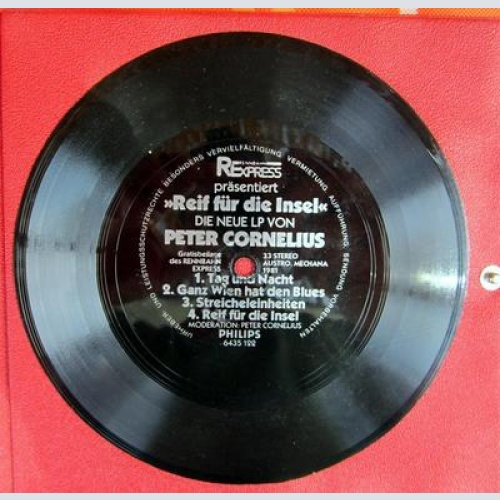 REXPRESS
präsentiert
»Reif für die Insel«
DIE NEUE LP VON
PETER CORNELIUS
Gratisbeilage 33 STEREO
des RENNBAHN AUSTRO. MECHANA
EXPRESS 1981
1. Tag und Nacht
2. Ganz Wien hat den Blues
3. Streicheleinheiten
4. Reif für die Insel
MODERATION: PETER CORNELIUS
PHILIPS
6435 122
URHEBER UND LEISTUNGSSCHUTZRECHTE BESONDERS VERVIELFÄLTIGUNG VERMIETUNG AUFFÜHRUNG SENDUNG VORBEHALTEN